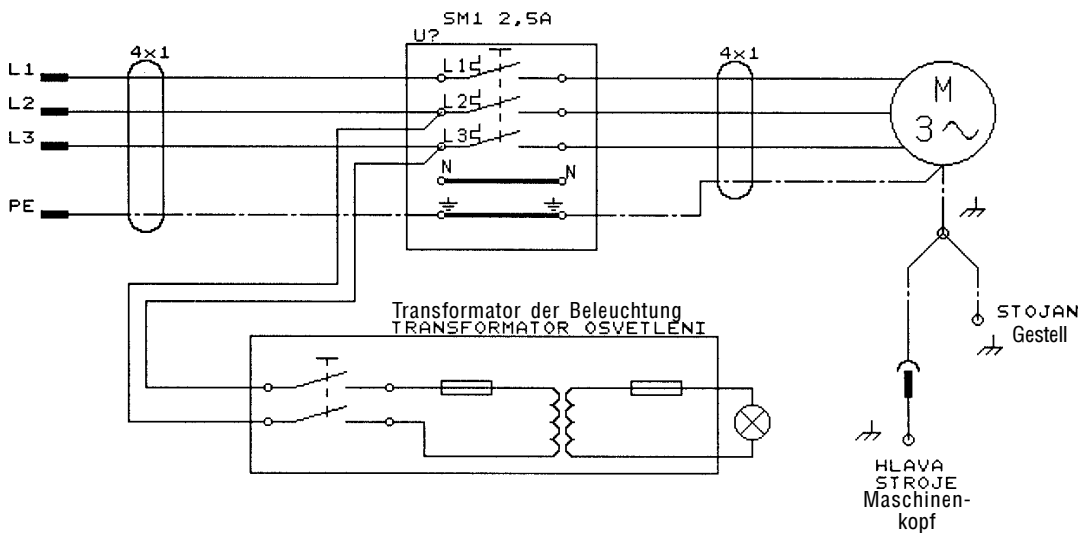 SM1 2,5A
U?
4x1
4x1
L1
L1
M
3
L2
L2
L3
L3
N
N
PE
Transformator der Beleuchtung
TRANSFORMATOR OSVETLENI
STOJAN
Gestell
HLAVA
STROJE
Maschinen-
kopf